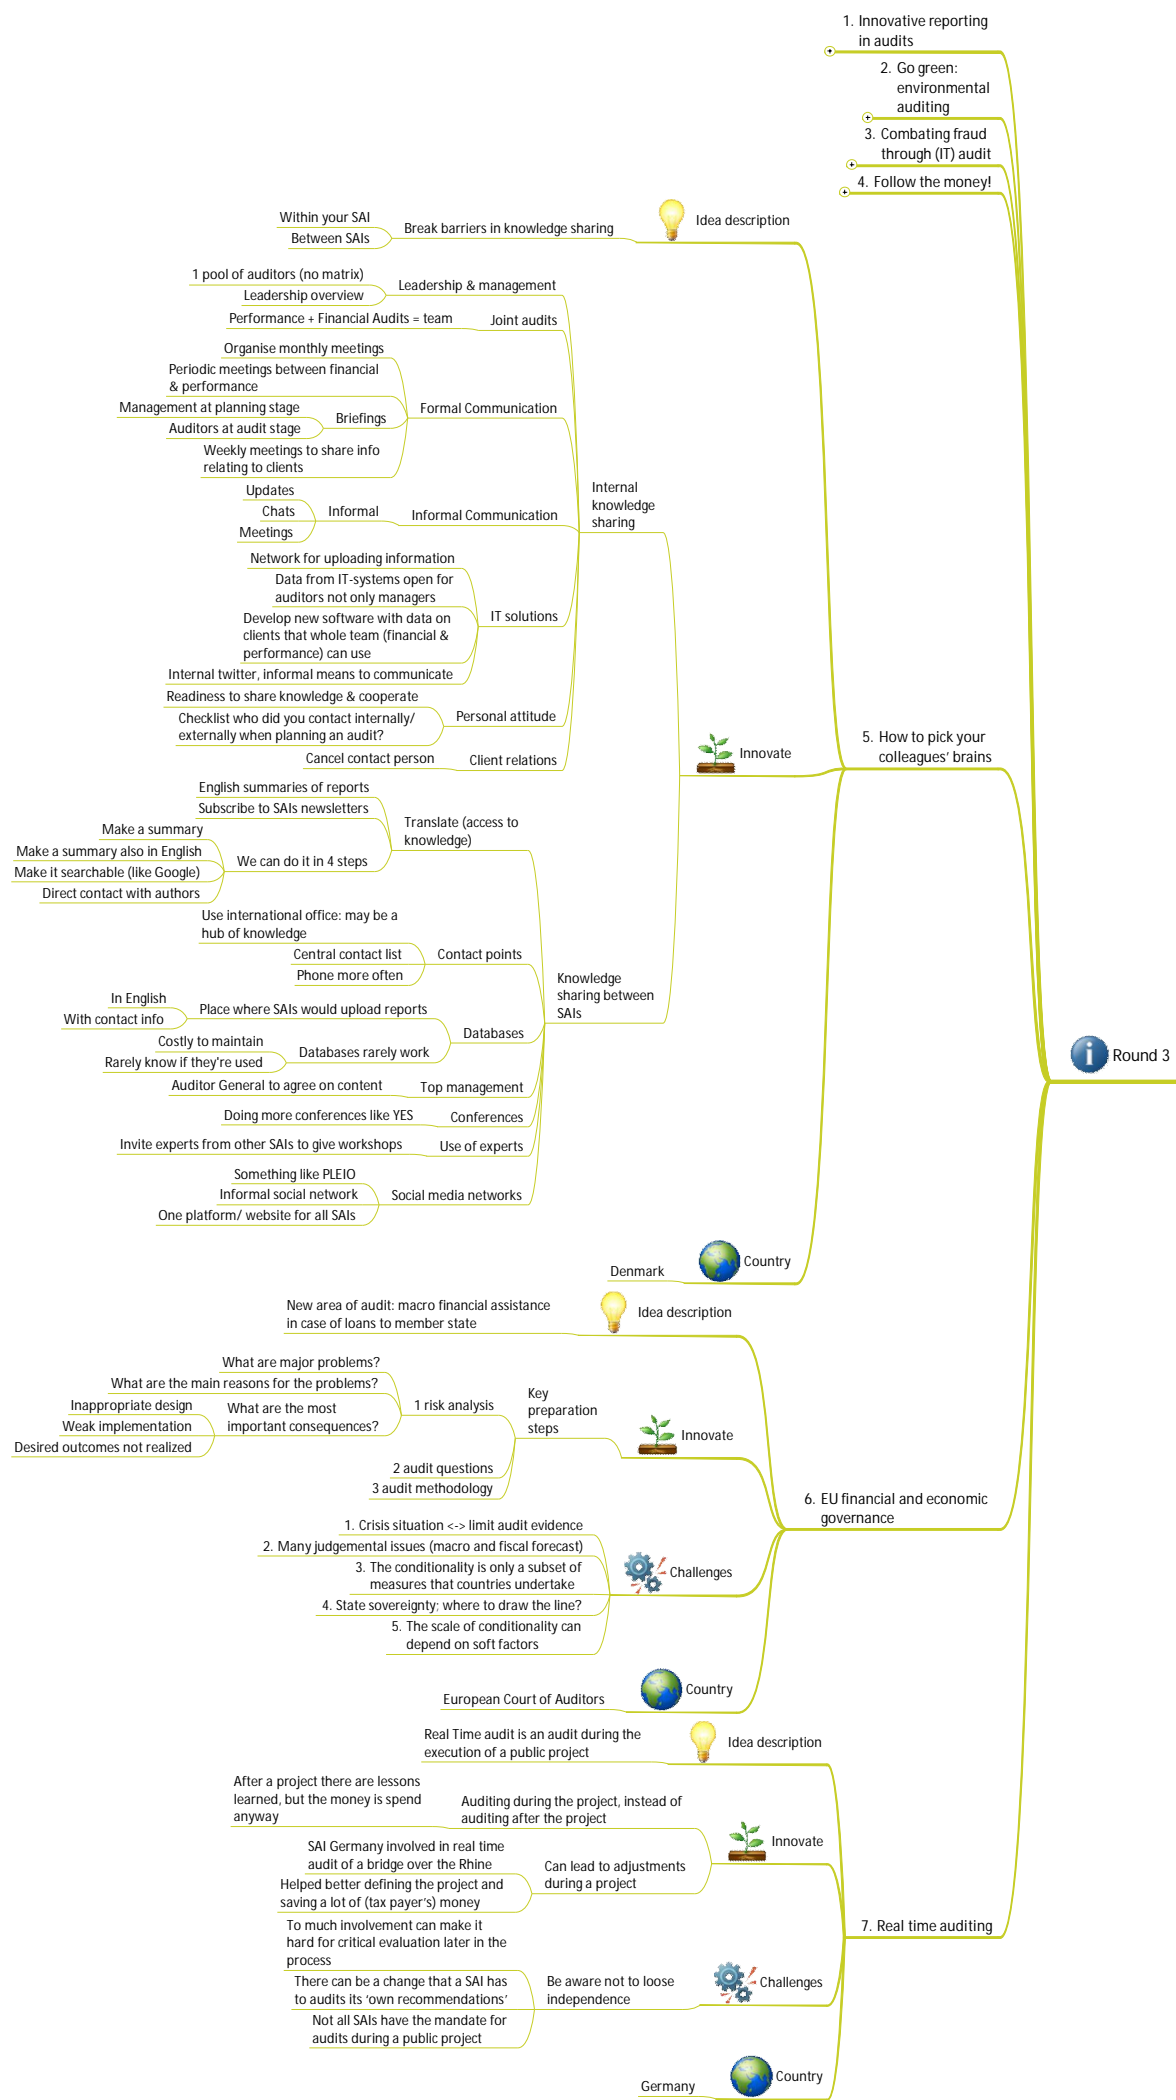 1. Innovative reporting
in audits
2. Go green:
environmental
auditing
3. Combating fraud
through (IT) audit
4. Follow the money!
Within your SAI
Between SAIs
Break barriers in knowledge sharing
Idea description
1 pool of auditors (no matrix)
Leadership overview
Leadership & management
Performance + Financial Audits = team
Joint audits
Organise monthly meetings
Periodic meetings between financial
& performance
Management at planning stage
Auditors at audit stage
Briefings
Weekly meetings to share info
relating to clients
Formal Communication
Updates
Chats
Meetings
Informal
Informal Communication
Network for uploading information
Data from IT-systems open for
auditors not only managers
Develop new software with data on
clients that whole team (financial &
performance) can use
Internal twitter, informal means to communicate
IT solutions
Readiness to share knowledge & cooperate
Checklist who did you contact internally/
externally when planning an audit?
Personal attitude
Cancel contact person
Client relations
Internal
knowledge
sharing
English summaries of reports
Subscribe to SAIs newsletters
Make a summary
Make a summary also in English
Make it searchable (like Google)
Direct contact with authors
We can do it in 4 steps
Translate (access to
knowledge)
Use international office: may be a
hub of knowledge
Central contact list
Phone more often
Contact points
In English
With contact info
Place where SAIs would upload reports
Costly to maintain
Rarely know if they're used
Databases rarely work
Databases
Auditor General to agree on content
Top management
Doing more conferences like YES
Conferences
Invite experts from other SAIs to give workshops
Use of experts
Something like PLEIO
Informal social network
One platform/ website for all SAIs
Social media networks
Knowledge
sharing between
SAIs
Innovate
Denmark
Country
5. How to pick your
colleagues' brains
New area of audit: macro financial assistance
in case of loans to member state
Idea description
What are major problems?
What are the main reasons for the problems?
Inappropriate design
Weak implementation
Desired outcomes not realized
What are the most
important consequences?
1 risk analysis
2 audit questions
3 audit methodology
Key
preparation
steps
Innovate
1. Crisis situation <-> limit audit evidence
2. Many judgemental issues (macro and fiscal forecast)
3. The conditionality is only a subset of
measures that countries undertake
4. State sovereignty; where to draw the line?
5. The scale of conditionality can
depend on soft factors
Challenges
European Court of Auditors
Country
6. EU financial and economic
governance
Real Time audit is an audit during the
execution of a public project
Idea description
After a project there are lessons
learned, but the money is spend
anyway
Auditing during the project, instead of
auditing after the project
SAI Germany involved in real time
audit of a bridge over the Rhine
Helped better defining the project and
saving a lot of (tax payer's) money
Can lead to adjustments
during a project
Innovate
To much involvement can make it
hard for critical evaluation later in the
process
There can be a change that a SAI has
to audits its 'own recommendations'
Not all SAIs have the mandate for
audits during a public project
Be aware not to loose
independence
Challenges
Germany
Country
7. Real time auditing
Round 3